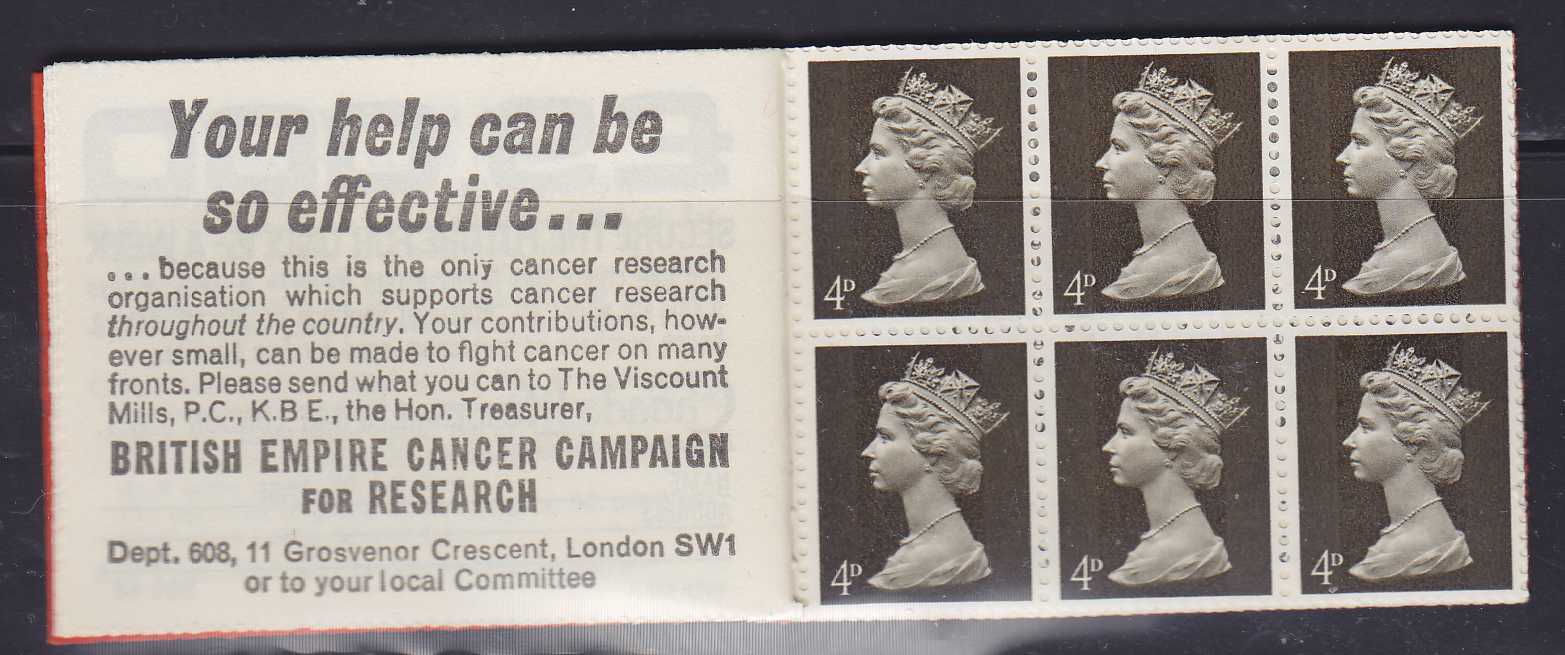 Your help can be
so effective...
...because this is the only cancer research
organisation which supports cancer research
throughout the country. Your contributions, how-
ever small, can be made to fight cancer on many
fronts. Please send what you can to The Viscount
Mills, P.C., K.B E., the Hon. Treasurer,
BRITISH EMPIRE CANCER CAMPAIGN
FOR RESEARCH
Dept. 608, 11 Grosvenor Crescent, London SW1
or to your local Committee
4D 4D 4D
4D 4D 4D